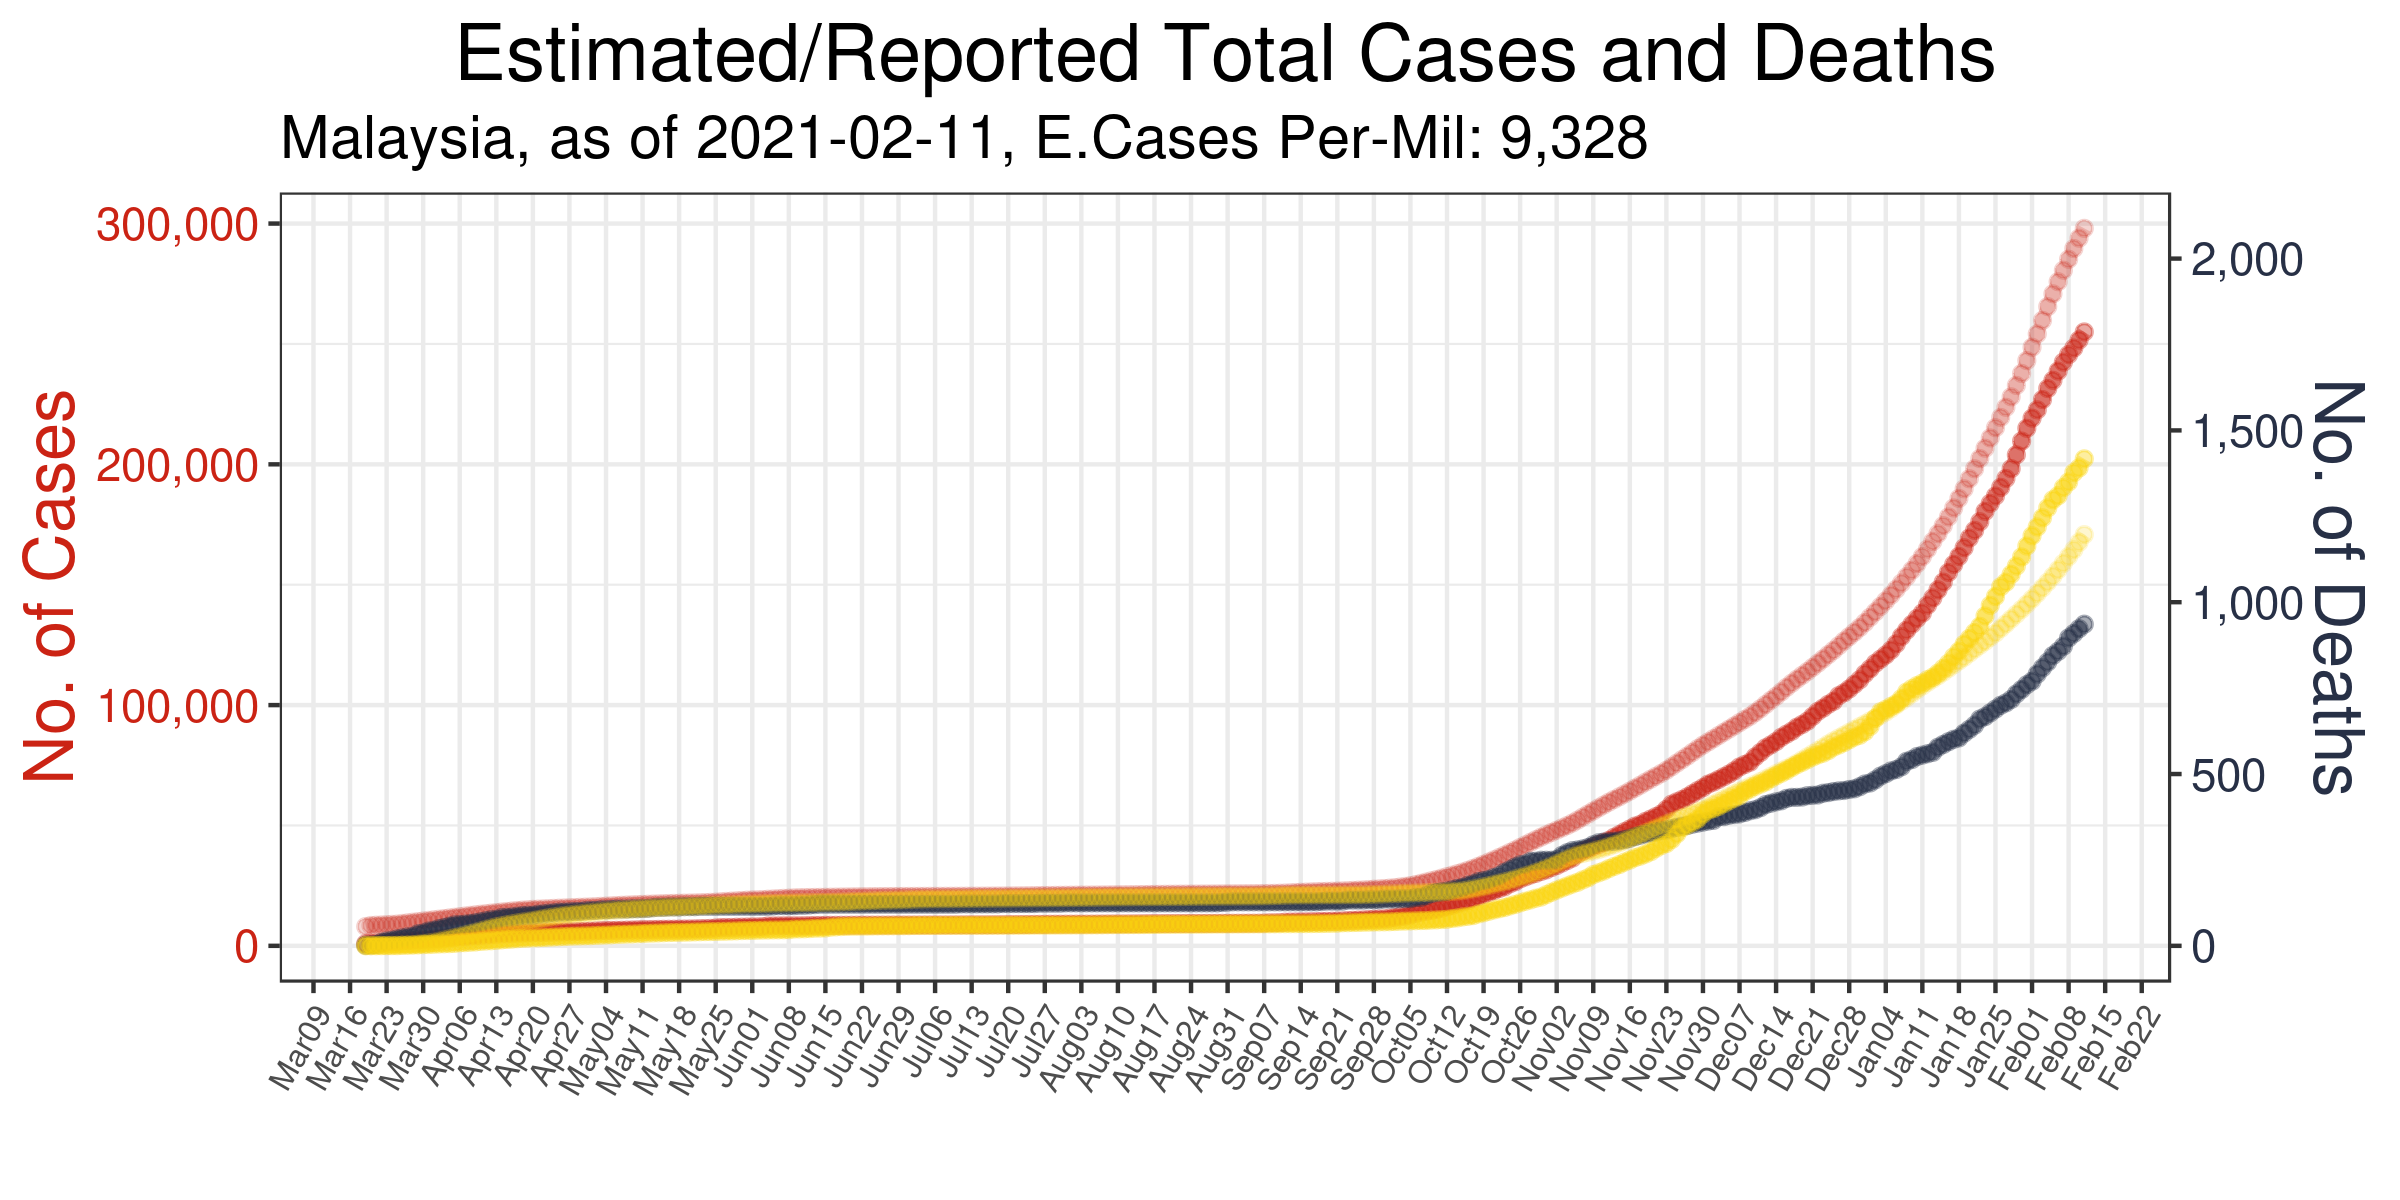 Estimated/Reported Total Cases and Deaths
Malaysia, as of 2021-02-11, E.Cases Per-Mil: 9,328
No. of Cases
300,000
200,000
100,000
0
2,000
1,500
1,000
500
0
No. of Deaths
Mar09
Mar16
Mar23
Mar30
Apr06
Apr13
Apr20
Apr27
May04
May11
May18
May25
Jun01
Jun08
Jun15
Jun22
Jun29
Jul06
Jul13
Jul20
Jul27
Aug03
Aug10
Aug17
Aug24
Aug31
Sep07
Sep14
Sep21
Sep28
Oct05
Oct12
Oct19
Oct26
Nov02
Nov09
Nov16
Nov23
Nov30
Dec07
Dec14
Dec21
Dec28
Jan04
Jan11
Jan18
Jan25
Feb01
Feb08
Feb15
Feb22